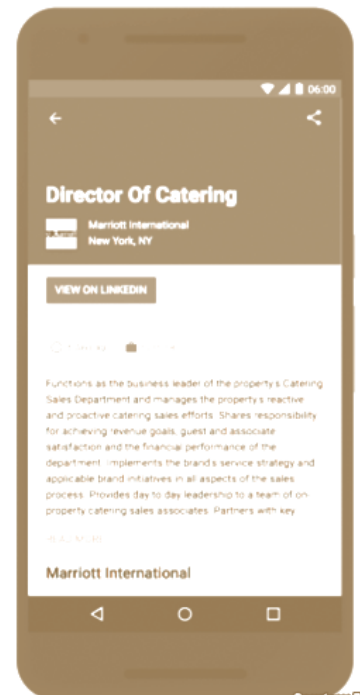 06:00
Director Of Catering
Marriott International
New York, NY
VIEW ON LINKEDIN
Functions as the business leader of the property's Catering
Sales Department and manages the property's reactive
and proactive catering sales efforts. Shares responsibility
for achieving revenue goals, guest and associate
satisfaction and the financial performance of the
department. Implements the brand's service strategy and
applicable brand initiatives in all aspects of the sales
process. Provides day to day leadership to a team of on
property catering sales associates. Partners with key
Marriott International